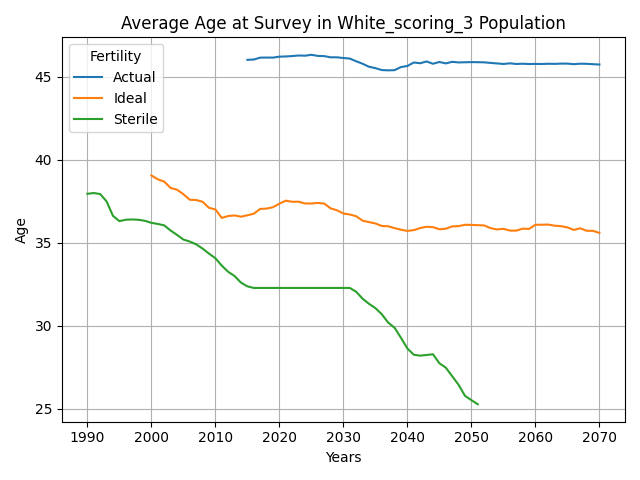 Average Age at Survey in White_scoring_3 Population
Fertility
Actual
Ideal
Sterile
Age
45
40
35
30
25
1990 2000 2010 2020 2030 2040 2050 2060 2070
Years